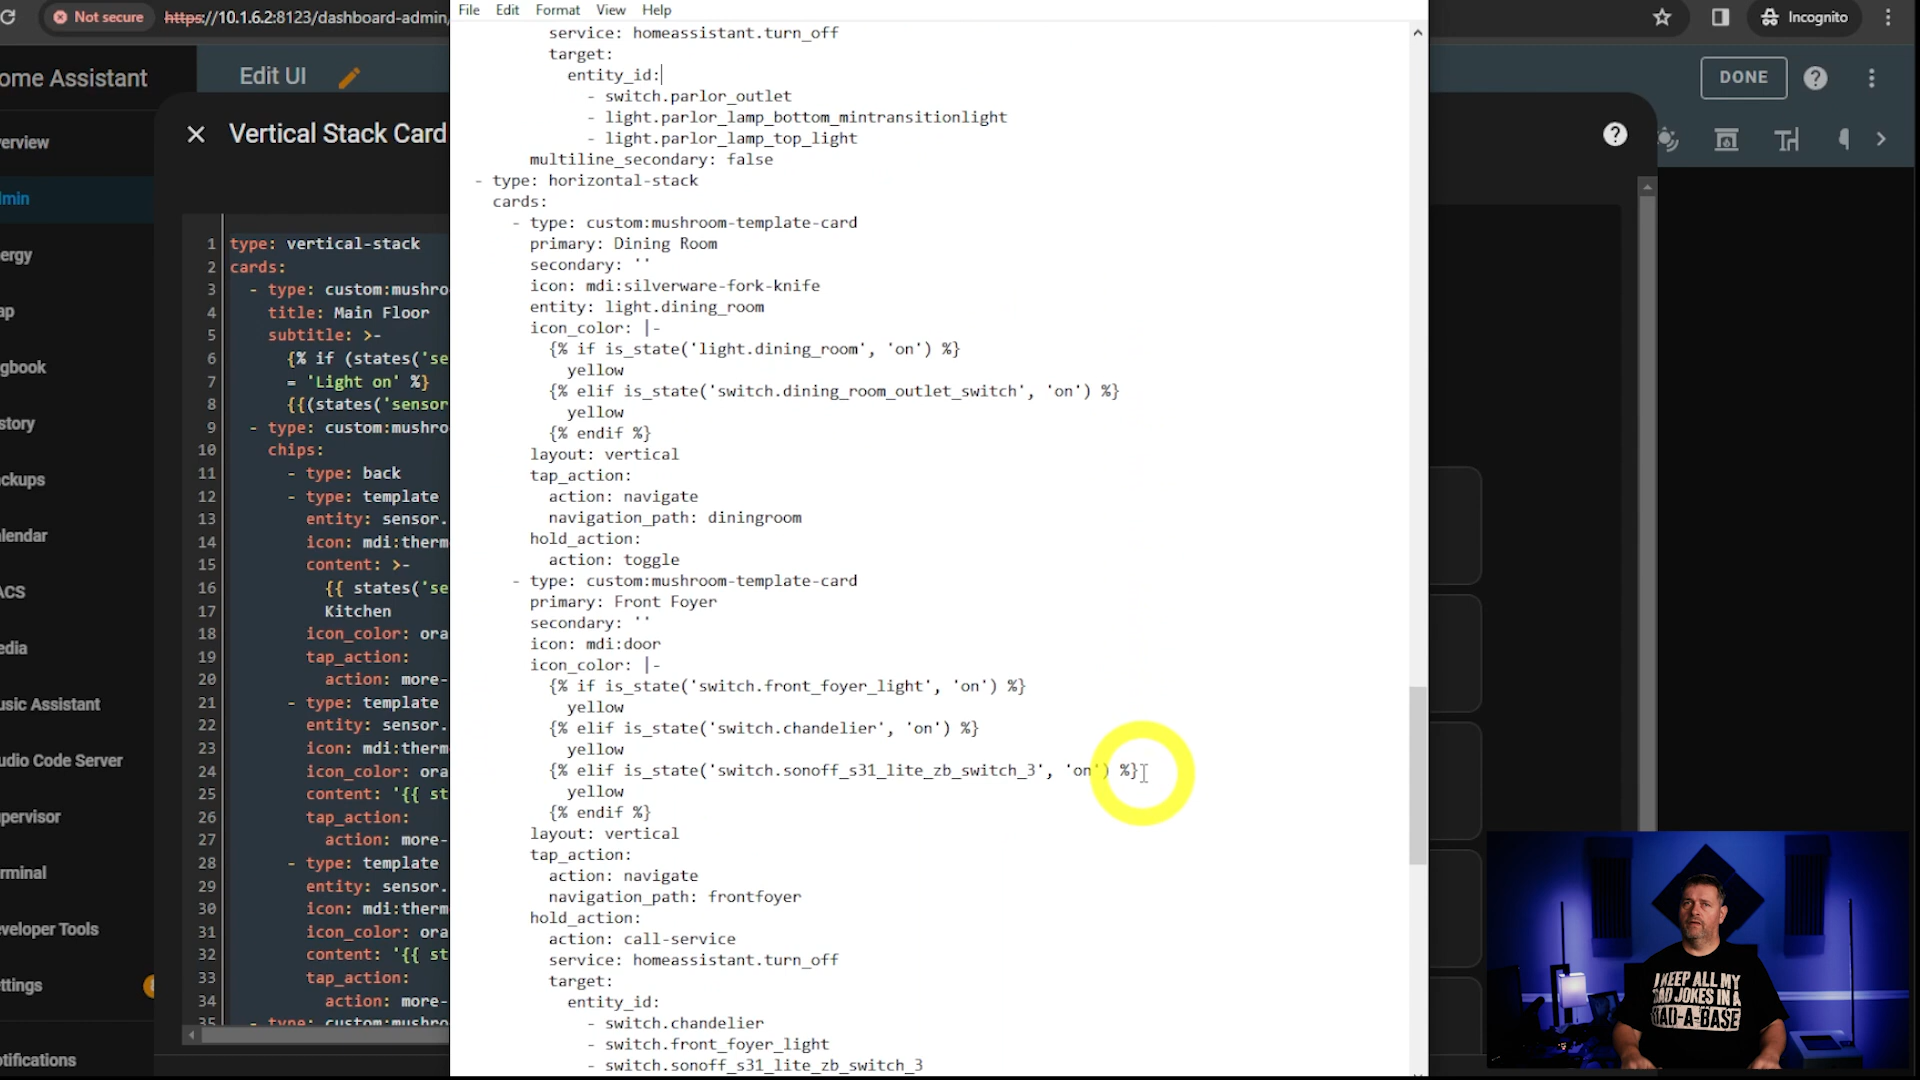 Not secure
https://10.1.6.2:8123/dashboard-admin/
Incognito
File Edit Format View Help
ome Assistant
Edit UI
DONE
verview
dmin
ergy
ap
gbook
story
ackups
alendar
ACS
edia
usic Assistant
udio Code Server
upervisor
erminal
eveloper Tools
ettings
otifications
Vertical Stack Card
1 type: vertical-stack
2 cards:
3 - type: custom:mushro
4 title: Main Floor
5 subtitle: >-
6 {% if (states('se
7 = 'Light on' %}
8 {{(states('sensor
9 - type: custom:mushro
10 chips:
11 - type: back
12 - type: template
13 entity: sensor.
14 icon: mdi:therm
15 content: >-
16 {{ states('se
17 Kitchen
18 icon_color: ora
19 tap_action:
20 action: more-
21 - type: template
22 entity: sensor.
23 icon: mdi:therm
24 icon_color: ora
25 content: '{{ st
26 tap_action:
27 action: more-
28 - type: template
29 entity: sensor.
30 icon: mdi:therm
31 icon_color: ora
32 content: '{{ st
33 tap_action:
34 action: more-
35 - type: custom:mushro
service: homeassistant.turn_off
target:
entity_id:
- switch.parlor_outlet
- light.parlor_lamp_bottom_mintransitionlight
- light.parlor_lamp_top_light
multiline_secondary: false
- type: horizontal-stack
cards:
- type: custom:mushroom-template-card
primary: Dining Room
secondary: ''
icon: mdi:silverware-fork-knife
entity: light.dining_room
icon_color: |-
{% if is_state('light.dining_room', 'on') %}
yellow
{% elif is_state('switch.dining_room_outlet_switch', 'on') %}
yellow
{% endif %}
layout: vertical
tap_action:
action: navigate
navigation_path: diningroom
hold_action:
action: toggle
- type: custom:mushroom-template-card
primary: Front Foyer
secondary: ''
icon: mdi:door
icon_color: |-
{% if is_state('switch.front_foyer_light', 'on') %}
yellow
{% elif is_state('switch.chandelier', 'on') %}
yellow
{% elif is_state('switch.sonoff_s31_lite_zb_switch_3', 'on') %}
yellow
{% endif %}
layout: vertical
tap_action:
action: navigate
navigation_path: frontfoyer
hold_action:
action: call-service
service: homeassistant.turn_off
target:
entity_id:
- switch.chandelier
- switch.front_foyer_light
- switch.sonoff_s31_lite_zb_switch_3
I KEEP ALL MY
DAD JOKES IN A
DAD-A-BASE